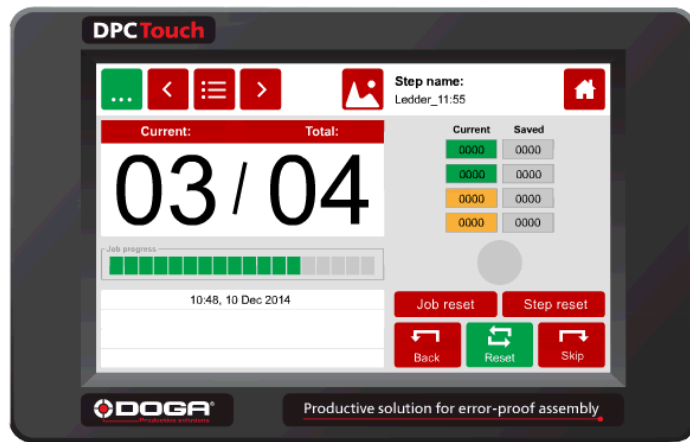 DPCTouch
...
Step name:
Ledder_11:55
Current: Total:
03 / 04
Current Saved
0000 0000
0000 0000
0000 0000
0000 0000
Job progress
10:48, 10 Dec 2014
Job reset Step reset
Back Reset Skip
DOGA®
Productive solutions
Productive solution for error-proof assembly